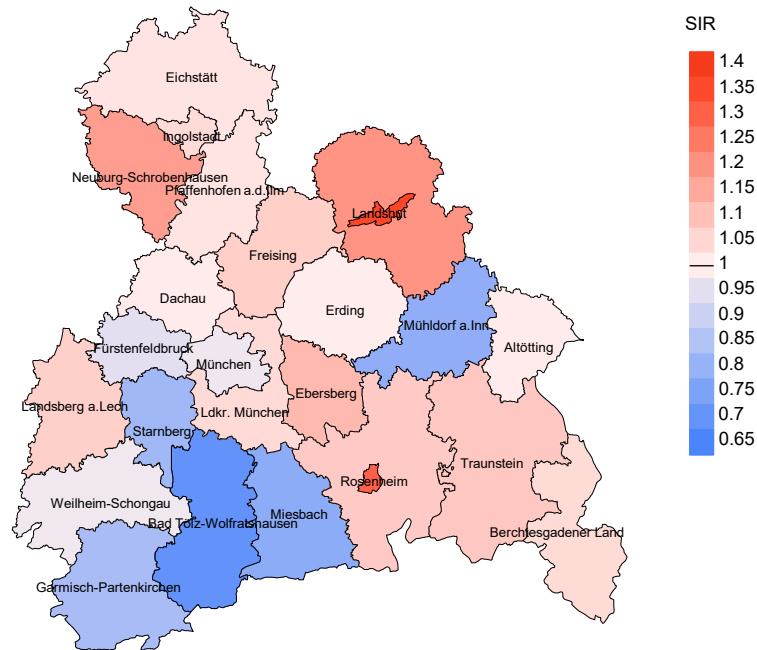 SIR
1.4
1.35
1.3
1.25
1.2
1.15
1.1
1.05
1
0.95
0.9
0.85
0.8
0.75
0.7
0.65
Eichstätt
Ingolstadt
Neuburg-Schrobenhausen
Pfaffenhofen a.d.Ilm
Landshut
Freising
Dachau
Erding
Mühldorf a.Inn
Fürstenfeldbruck
München
Altötting
Ebersberg
Landsberg a.Lech
Ldkr. München
Starnberg
Traunstein
Rosenheim
Weilheim-Schongau
Miesbach
Bad Tölz-Wolfratshausen
Berchtesgadener Land
Garmisch-Partenkirchen